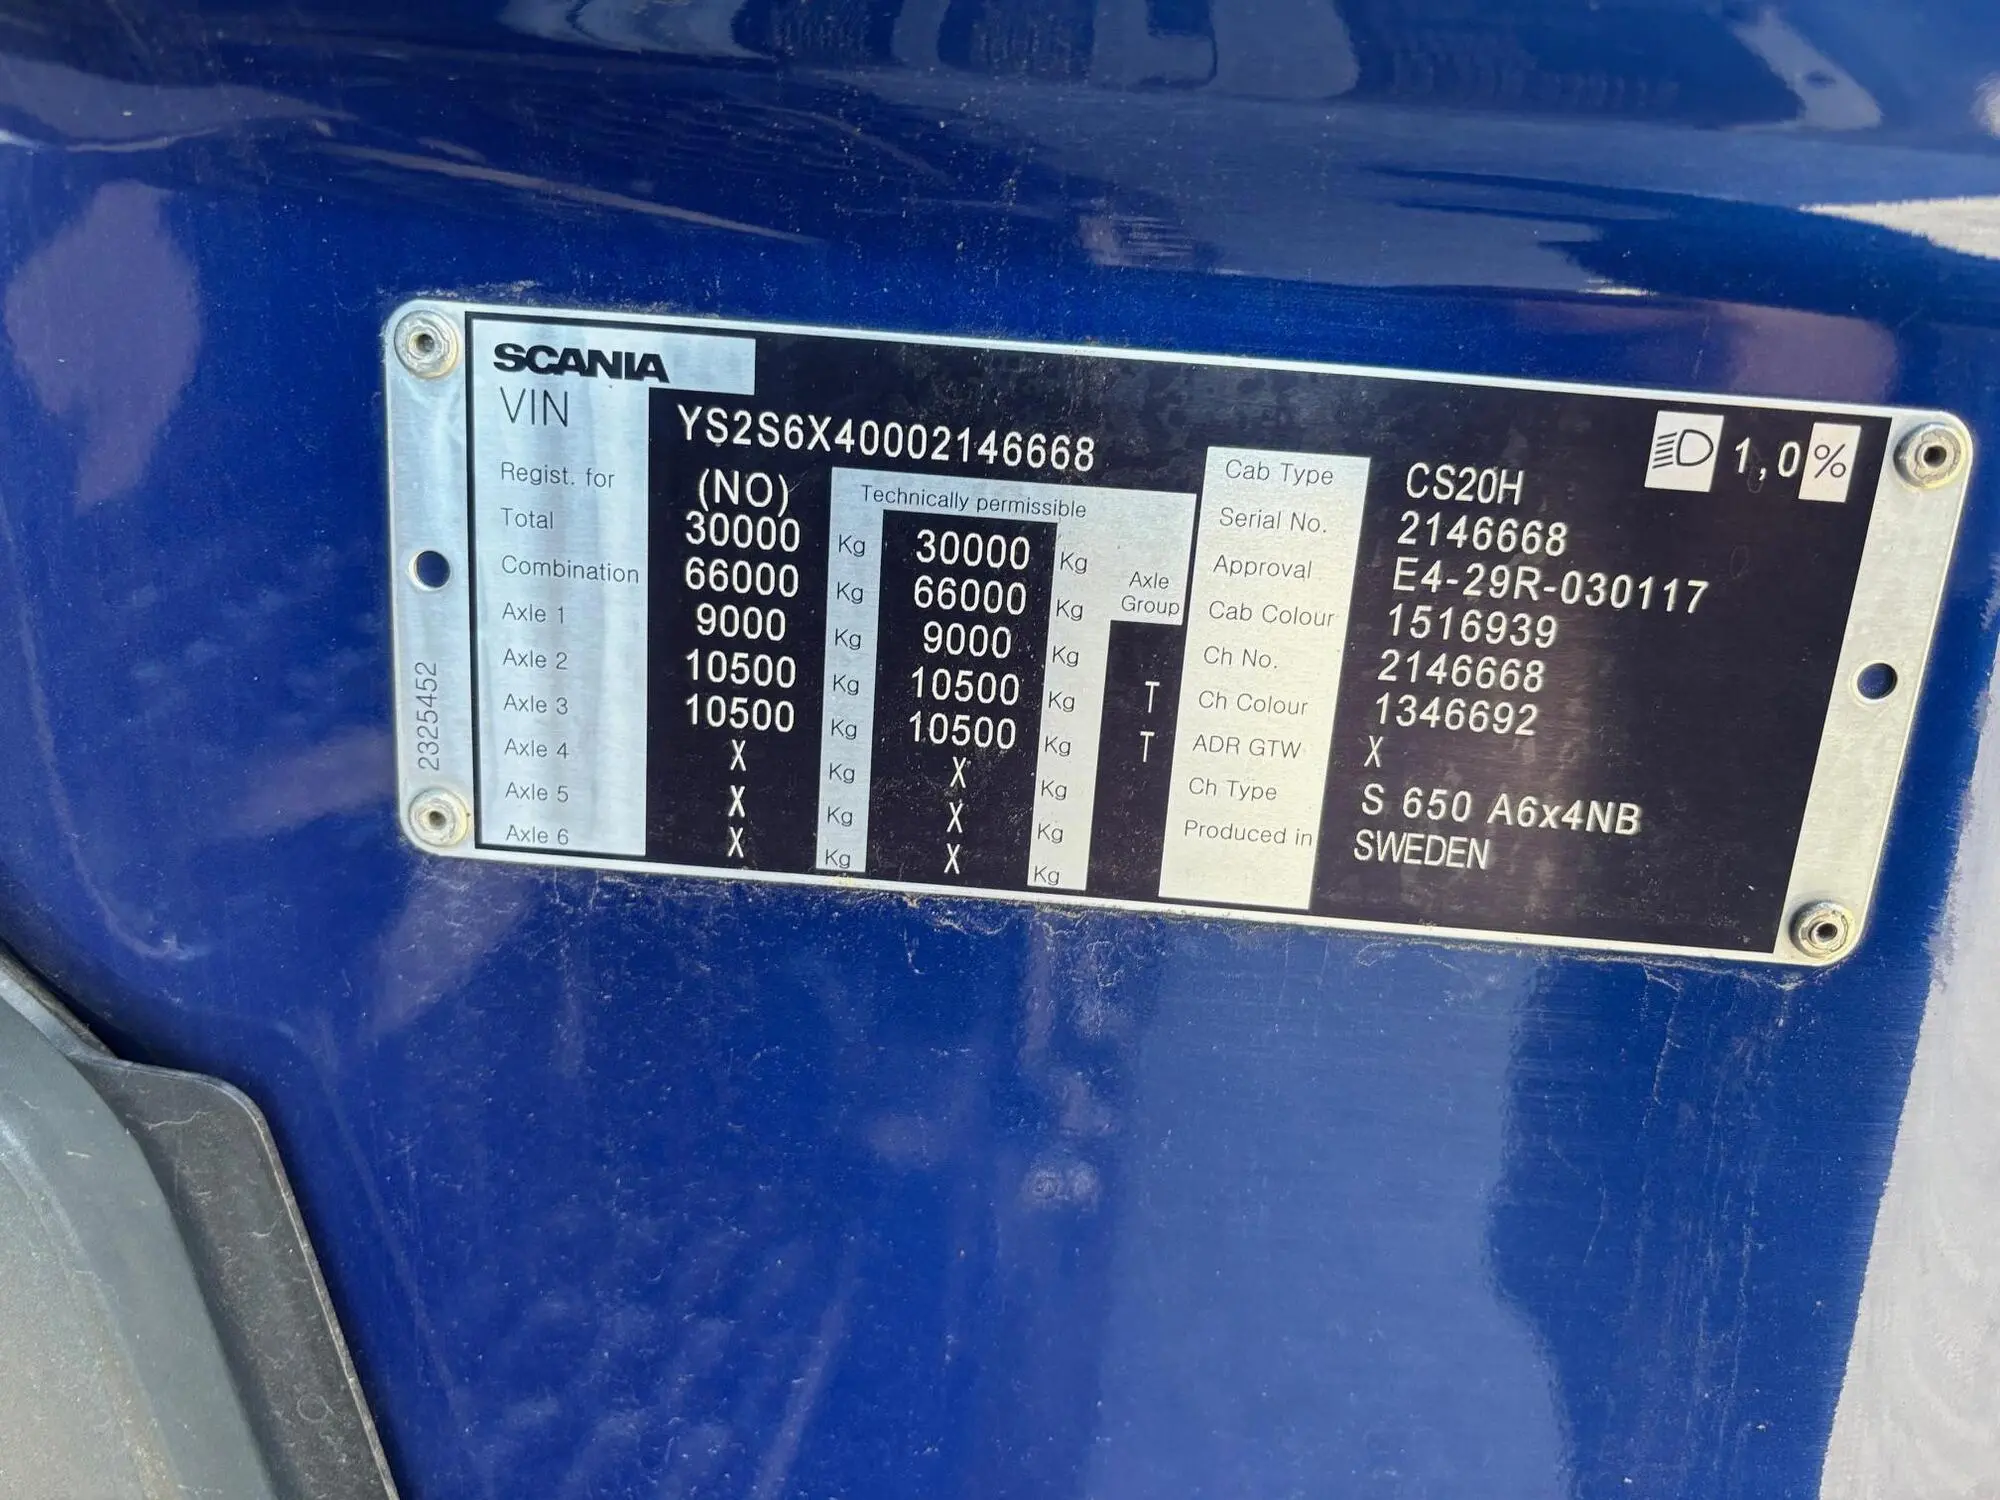 SCANIA
VIN YS2S6X40002146668
Regist. for (NO) Technically permissible
Total 30000 Kg 30000 Kg
Combination 66000 Kg 66000 Kg Axle Group
Axle 1 9000 Kg 9000 Kg
Axle 2 10500 Kg 10500 Kg T
Axle 3 10500 Kg 10500 Kg T
Axle 4 X Kg X Kg
Axle 5 X Kg X Kg
Axle 6 X Kg X Kg
1,0 %
Cab Type CS20H
Serial No. 2146668
Approval E4-29R-030117
Cab Colour 1516939
Ch No. 2146668
Ch Colour 1346692
ADR GTW X
Ch Type S 650 A6x4NB
Produced in SWEDEN
2325452